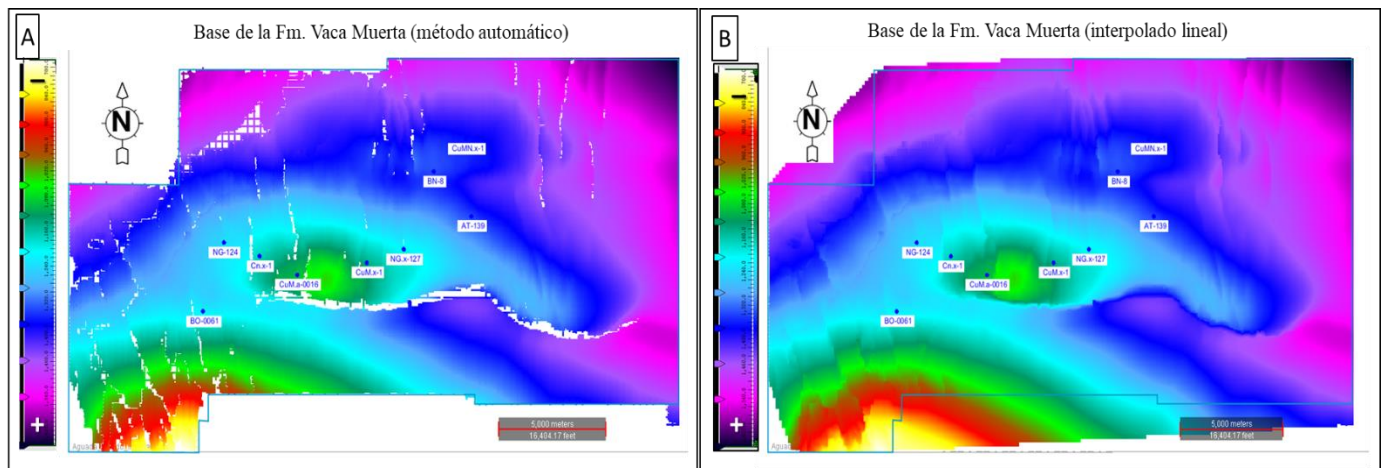 A
Base de la Fm. Vaca Muerta (método automático)
N
CuMN.x-1
BN-8
AT-139
NG-124
Cn.x-1
NG.x-127
CuM.x-1
CuM.a-0016
BO-0061
+
5,000 meters
16,404.17 feet
B
Base de la Fm. Vaca Muerta (interpolado lineal)
N
CuMN.x-1
BN-8
AT-139
NG-124
Cn.x-1
NG.x-127
CuM.x-1
CuM.a-0016
BO-0061
+
5,000 meters
16,404.17 feet